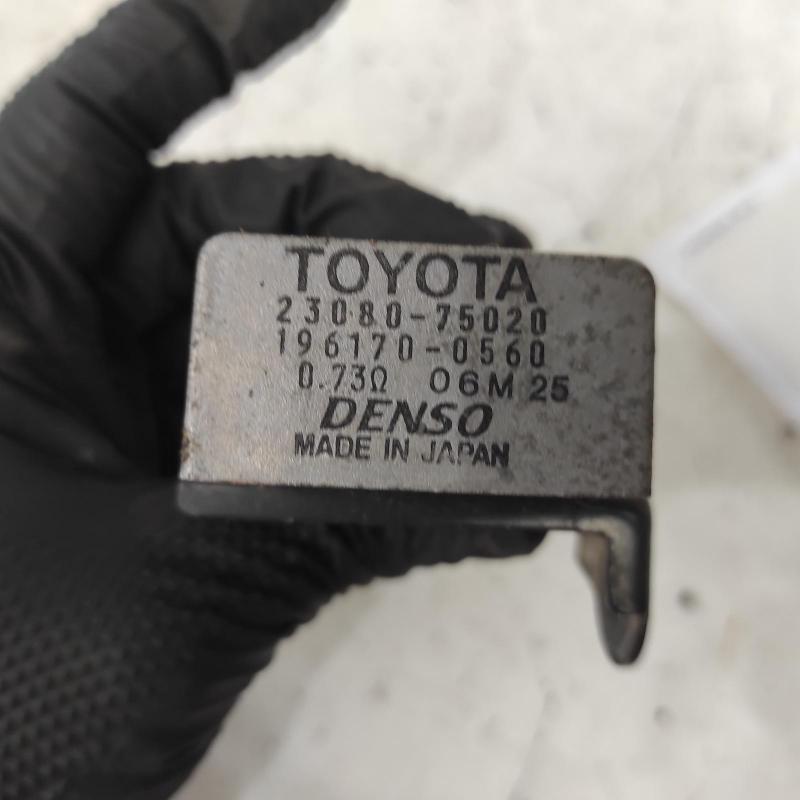 TOYOTA
23080-75020
196170-0560
0.73Ω 06M 25
DENSO
MADE IN JAPAN